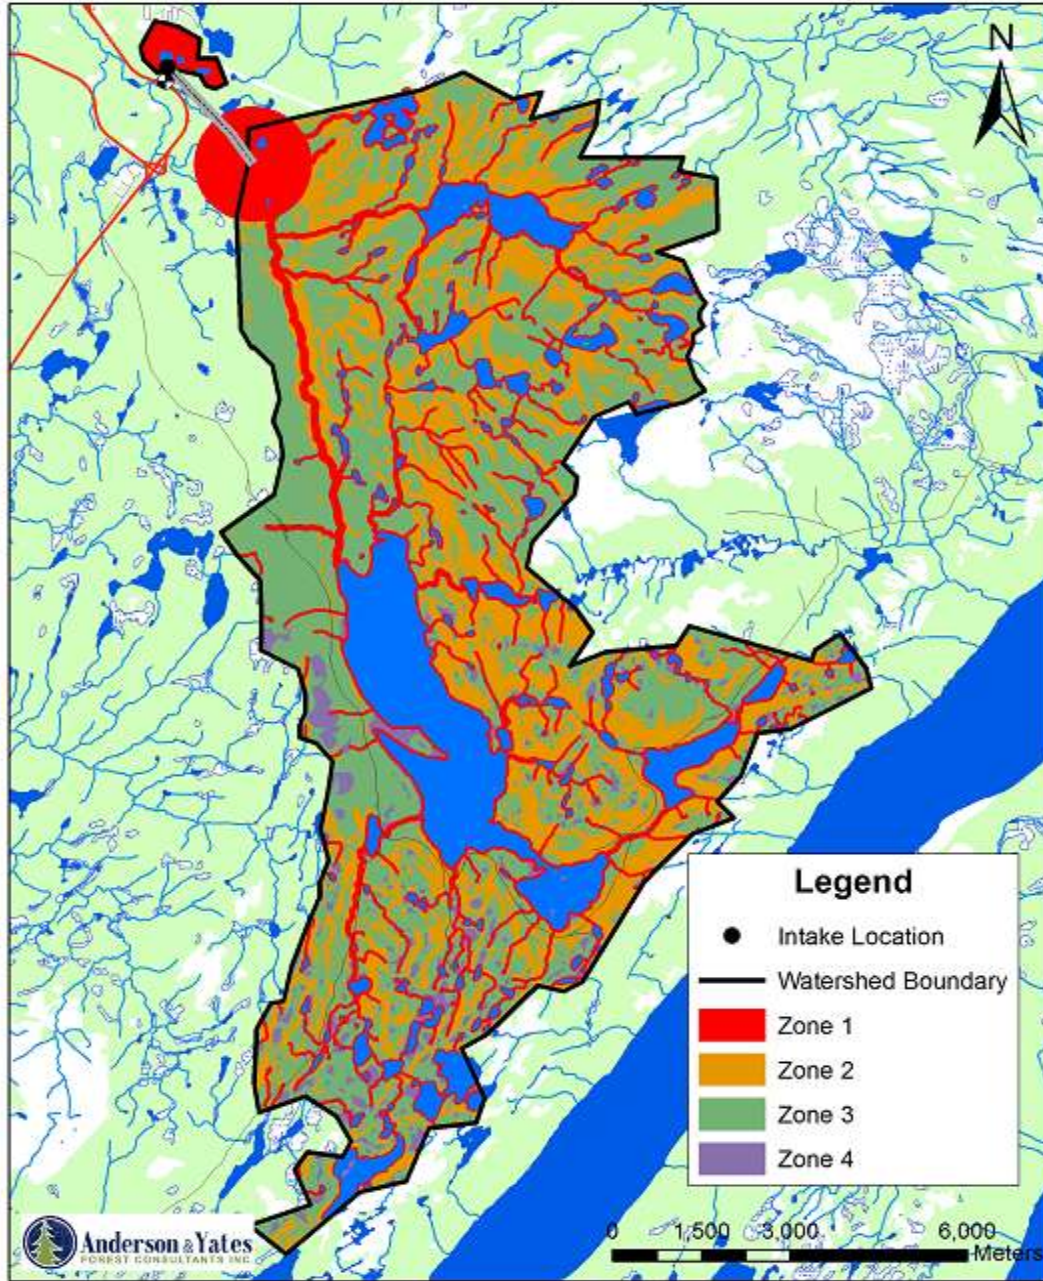 N
Legend
Intake Location
Watershed Boundary
Zone 1
Zone 2
Zone 3
Zone 4
0 1,500 3,000 6,000
Meters
Anderson & Yates
FOREST CONSULTANTS INC